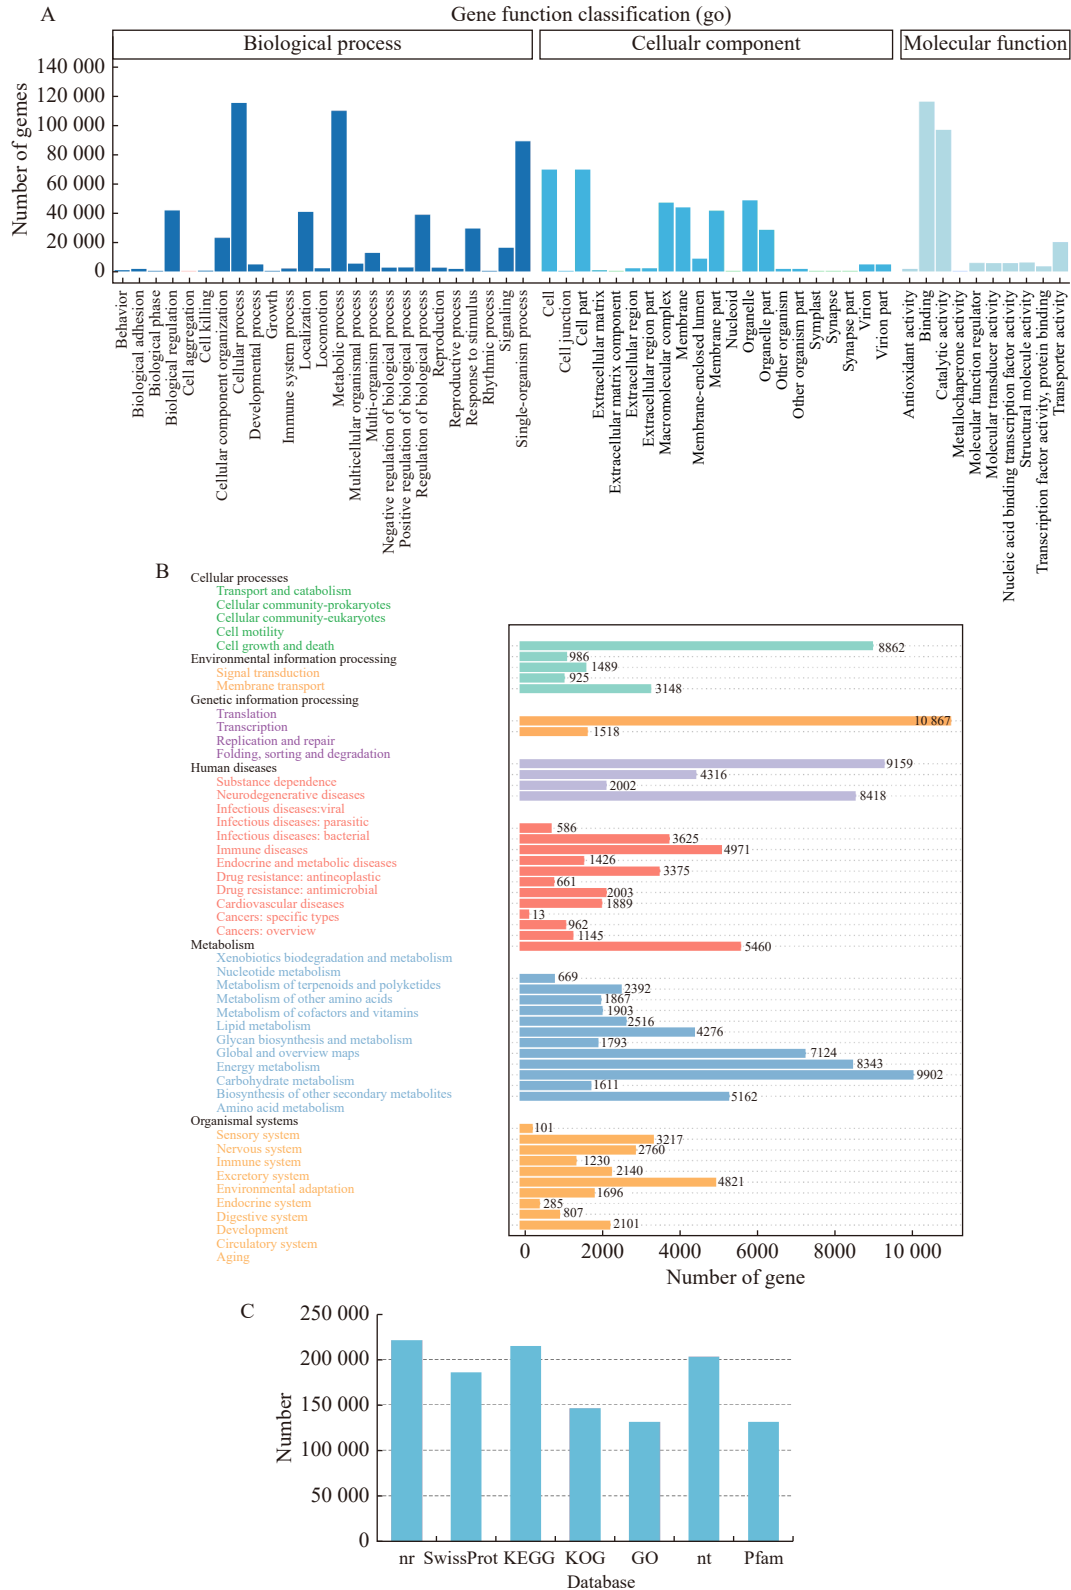 A
Gene function classification (go)
Biological process
Cellualr component
Molecular function
Number of gemes
140 000
120 000
100 000
80 000
60 000
40 000
20 000
0
Behavior
Biological adhesion
Biological phase
Biological regulation
Cell aggregation
Cell killing
Cellular component organization
Cellular process
Developmental process
Growth
Immune system process
Localization
Locomotion
Metabolic process
Multicellular organismal process
Multi-organism process
Negative regulation of biological process
Positive regulation of biological process
Regulation of biological process
Reproduction
Reproductive process
Response to stimulus
Rhythmic process
Signaling
Single-organism process
Cell
Cell junction
Cell part
Extracellular matrix
Extracellular matrix component
Extracellular region
Extracellular region part
Macromolecular complex
Membrane
Membrane-enclosed lumen
Membrane part
Nucleoid
Organelle
Organelle part
Other organism
Other organism part
Symplast
Synapse
Synapse part
Virion
Virion part
Antioxidant activity
Binding
Catalytic activity
Metallochaperone activity
Molecular function regulator
Molecular transducer activity
Nucleic acid binding transcription factor activity
Structural molecule activity
Transcription factor activity, protein binding
Transporter activity
B
Cellular processes
Transport and catabolism
Cellular community-prokaryotes
Cellular community-eukaryotes
Cell motility
Cell growth and death
Environmental information processing
Signal transduction
Membrane transport
Genetic information processing
Translation
Transcription
Replication and repair
Folding, sorting and degradation
Human diseases
Substance dependence
Neurodegenerative diseases
Infectious diseases:viral
Infectious diseases: parasitic
Infectious diseases: bacterial
Immune diseases
Endocrine and metabolic diseases
Drug resistance: antineoplastic
Drug resistance: antimicrobial
Cardiovascular diseases
Cancers: specific types
Cancers: overview
Metabolism
Xenobiotics biodegradation and metabolism
Nucleotide metabolism
Metabolism of terpenoids and polyketides
Metabolism of other amino acids
Metabolism of cofactors and vitamins
Lipid metabolism
Glycan biosynthesis and metabolism
Global and overview maps
Energy metabolism
Carbohydrate metabolism
Biosynthesis of other secondary metabolites
Amino acid metabolism
Organismal systems
Sensory system
Nervous system
Immune system
Excretory system
Environmental adaptation
Endocrine system
Digestive system
Development
Circulatory system
Aging
8862
986
1489
925
3148
10 867
1518
9159
4316
2002
8418
586
3625
4971
1426
3375
661
2003
1889
13
962
1145
5460
669
2392
1867
1903
2516
4276
1793
7124
8343
9902
1611
5162
101
3217
2760
1230
2140
4821
1696
285
807
2101
0 2000 4000 6000 8000 10 000
Number of gene
C
Number
250 000
200 000
150 000
100 000
50 000
0
nr SwissProt KEGG KOG GO nt Pfam
Database